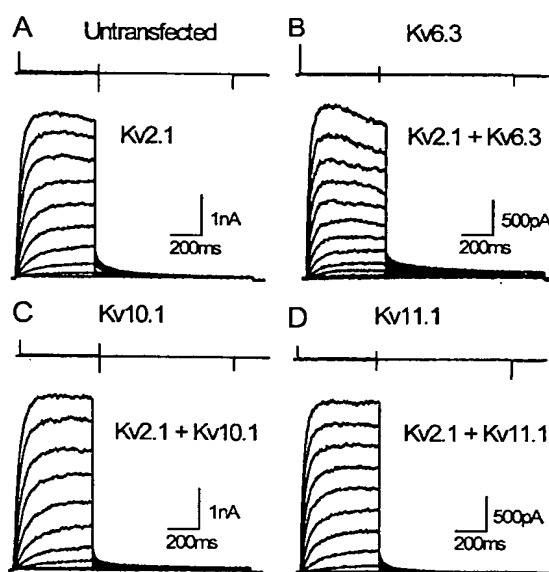 A
Untransfected
Kv2.1
1nA
200ms
B
Kv6.3
Kv2.1 + Kv6.3
500pA
200ms
C
Kv10.1
Kv2.1 + Kv10.1
1nA
200ms
D
Kv11.1
Kv2.1 + Kv11.1
500pA
200ms